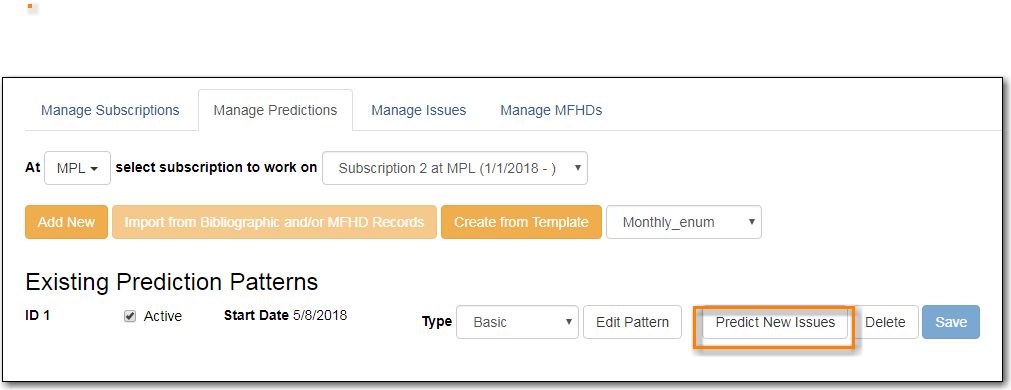 Manage Subscriptions Manage Predictions Manage Issues Manage MFHDs
At MPL select subscription to work on Subscription 2 at MPL (1/1/2018 - )
Add New Import from Bibliographic and/or MFHD Records Create from Template Monthly_enum
Existing Prediction Patterns
ID 1 Active Start Date 5/8/2018 Type Basic Edit Pattern Predict New Issues Delete Save